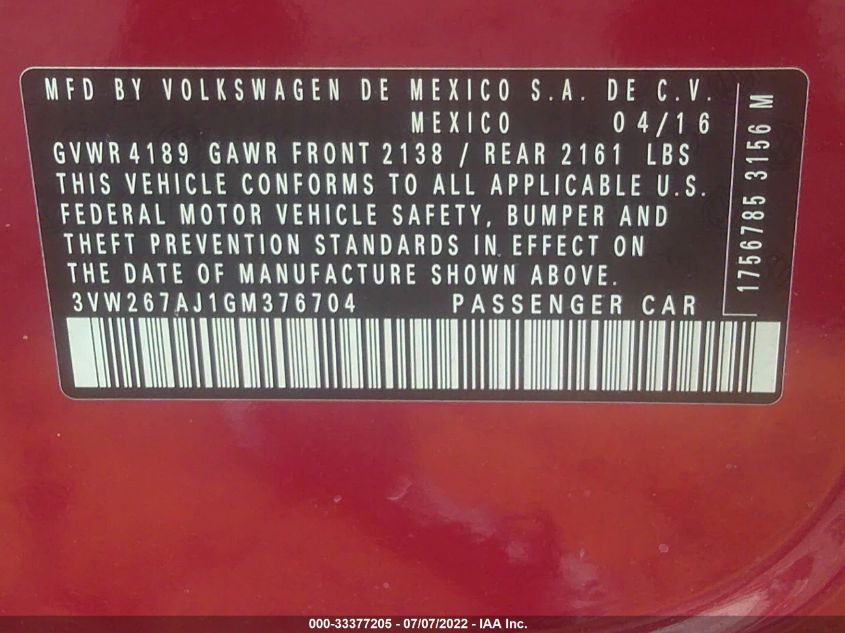 MFD BY VOLKSWAGEN DE MEXICO S.A. DE C.V.
MEXICO 04/16
GVWR 4189 GAWR FRONT 2138 / REAR 2161 LBS
THIS VEHICLE CONFORMS TO ALL APPLICABLE U.S.
FEDERAL MOTOR VEHICLE SAFETY, BUMPER AND
THEFT PREVENTION STANDARDS IN EFFECT ON
THE DATE OF MANUFACTURE SHOWN ABOVE.
3VW267AJ1GM376704 PASSENGER CAR
1756785 3156 M
000-33377205 - 07/07/2022 - IAA Inc.